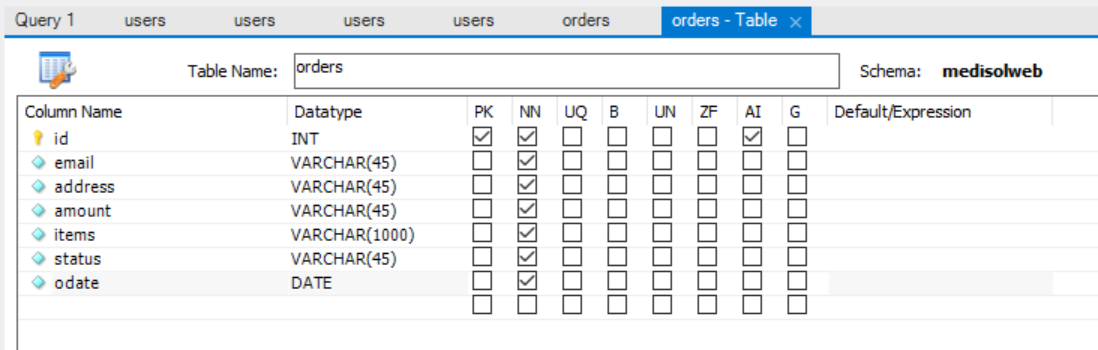 Query 1 users users users users orders orders - Table ×
Table Name: orders Schema: medisolweb
Column Name Datatype PK NN UQ B UN ZF AI G Default/Expression
id INT
email VARCHAR(45)
address VARCHAR(45)
amount VARCHAR(45)
items VARCHAR(1000)
status VARCHAR(45)
odate DATE